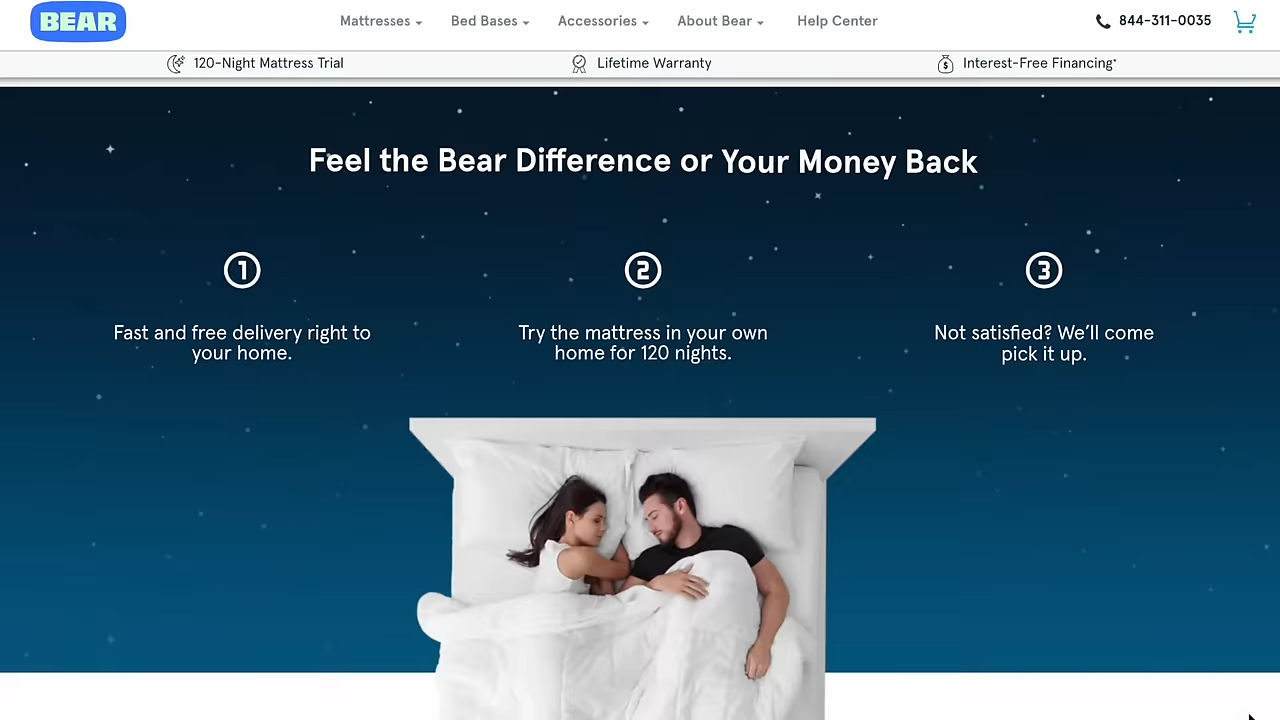 BEAR
Mattresses
Bed Bases
Accessories
About Bear
Help Center
844-311-0035
120-Night Mattress Trial
Lifetime Warranty
Interest-Free Financing*
Feel the Bear Difference or Your Money Back
1
Fast and free delivery right to
your home.
2
Try the mattress in your own
home for 120 nights.
3
Not satisfied? We’ll come
pick it up.